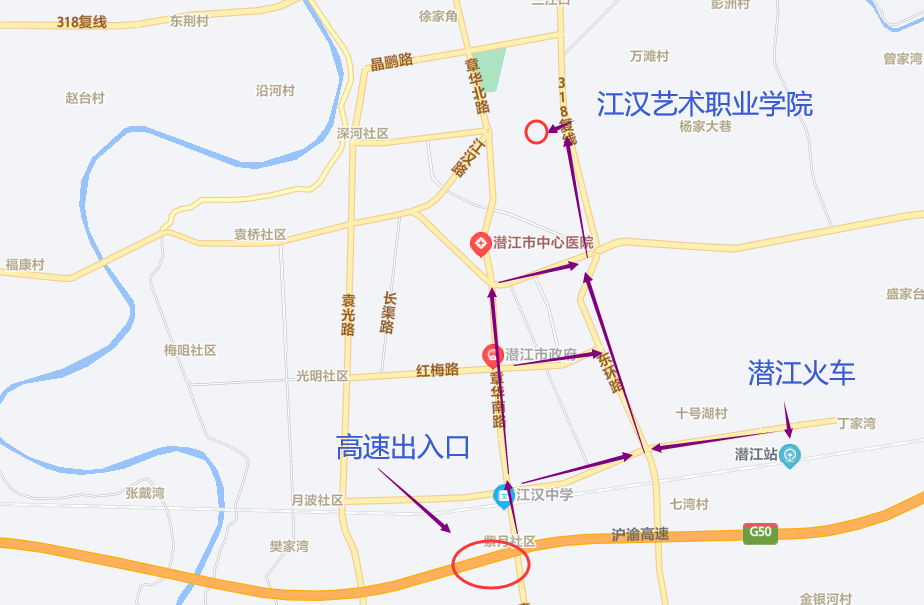 三江口
彭洲村
徐家角
318复线
东荆村
万滩村
曾家湾
晶鹏路
章华北路
赵台村
沿河村
318复线
江汉艺术职业学院
杨家大巷
深河社区
江汉路
袁桥社区
潜江市中心医院
福康村
盛家台
袁光路
长渠路
梅咀社区
潜江市政府
光明社区
红梅路
章华南路
东环路
潜江火车
十号湖村
丁家湾
高速出入口
潜江站
张戴湾
月波社区
江汉中学
七湾村
樊家湾
紫月社区
沪渝高速
G50
金银河村